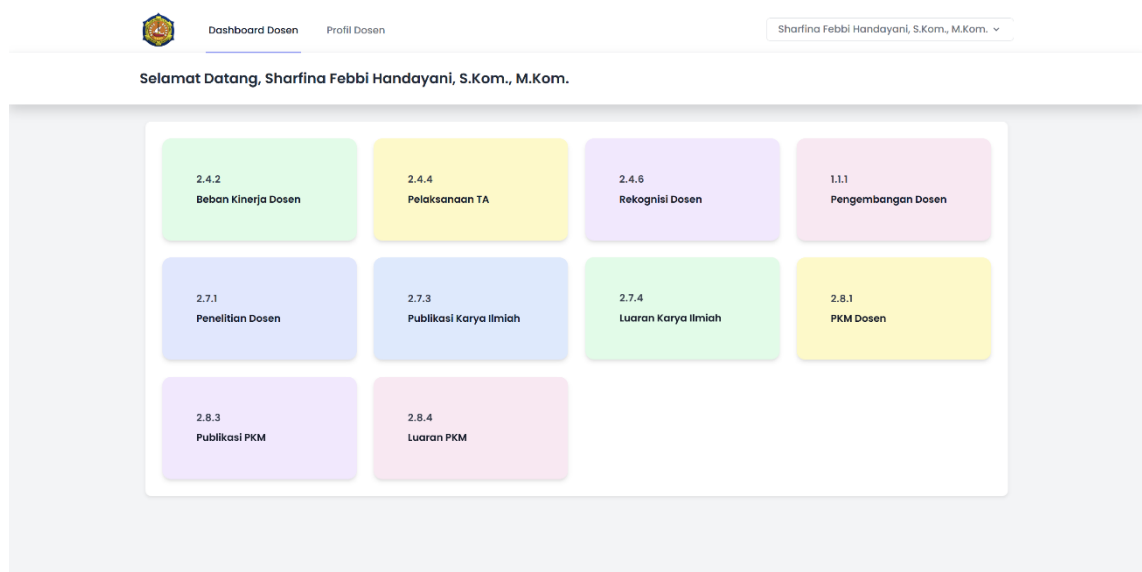 Dashboard Dosen
Profil Dosen
Sharfina Febbi Handayani, S.Kom., M.Kom.
Selamat Datang, Sharfina Febbi Handayani, S.Kom., M.Kom.
2.4.2
Beban Kinerja Dosen
2.4.4
Pelaksanaan TA
2.4.6
Rekognisi Dosen
1.1.1
Pengembangan Dosen
2.7.1
Penelitian Dosen
2.7.3
Publikasi Karya Ilmiah
2.7.4
Luaran Karya Ilmiah
2.8.1
PKM Dosen
2.8.3
Publikasi PKM
2.8.4
Luaran PKM